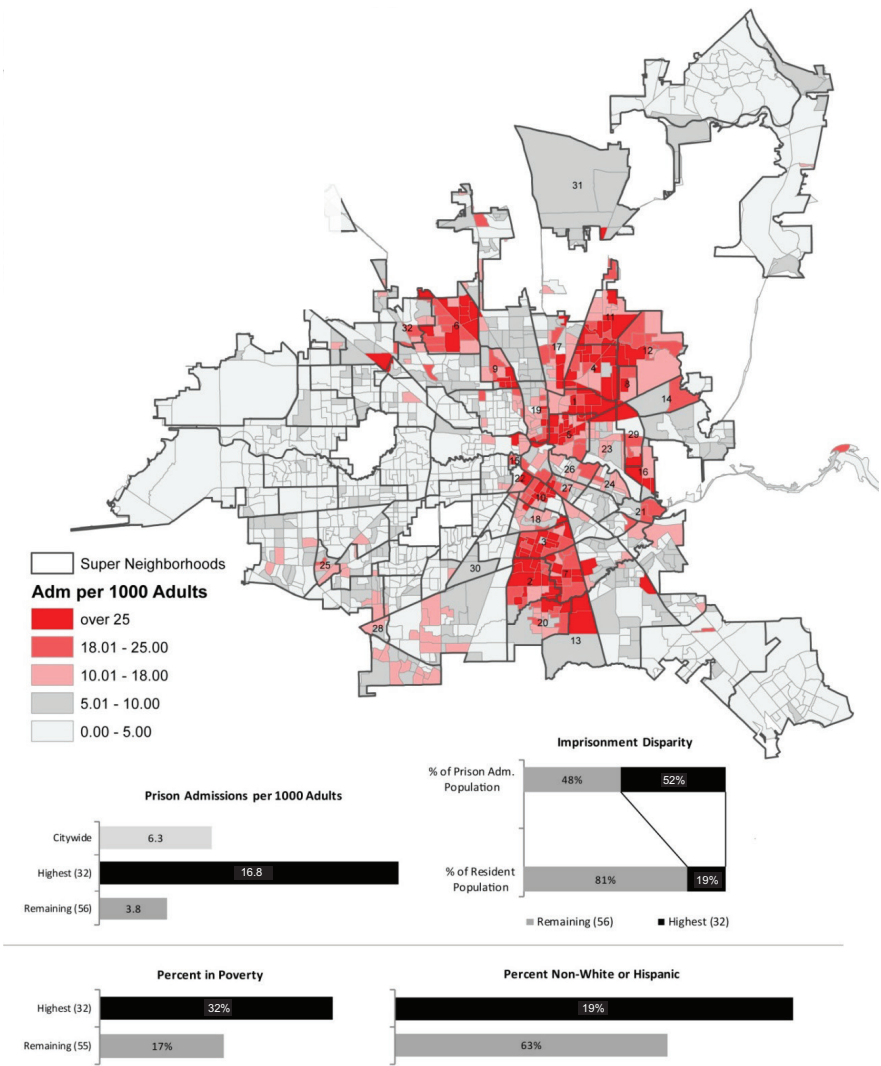 31
11
32
6
17
12
4
9
8
14
19
5
29
23
15
26
16
22
24
27
10
21
18
3
Super Neighborhoods
25
30
2
7
Adm per 1000 Adults
over 25
20
28
13
18.01 - 25.00
10.01 - 18.00
5.01 - 10.00
0.00 - 5.00
Imprisonment Disparity
% of Prison Adm.
Population
48%
52%
% of Resident
Population
81%
19%
Remaining (56)
Highest (32)
Prison Admissions per 1000 Adults
Citywide
6.3
Highest (32)
16.8
Remaining (56)
3.8
Percent in Poverty
Highest (32)
32%
Remaining (55)
17%
Percent Non-White or Hispanic
19%
63%